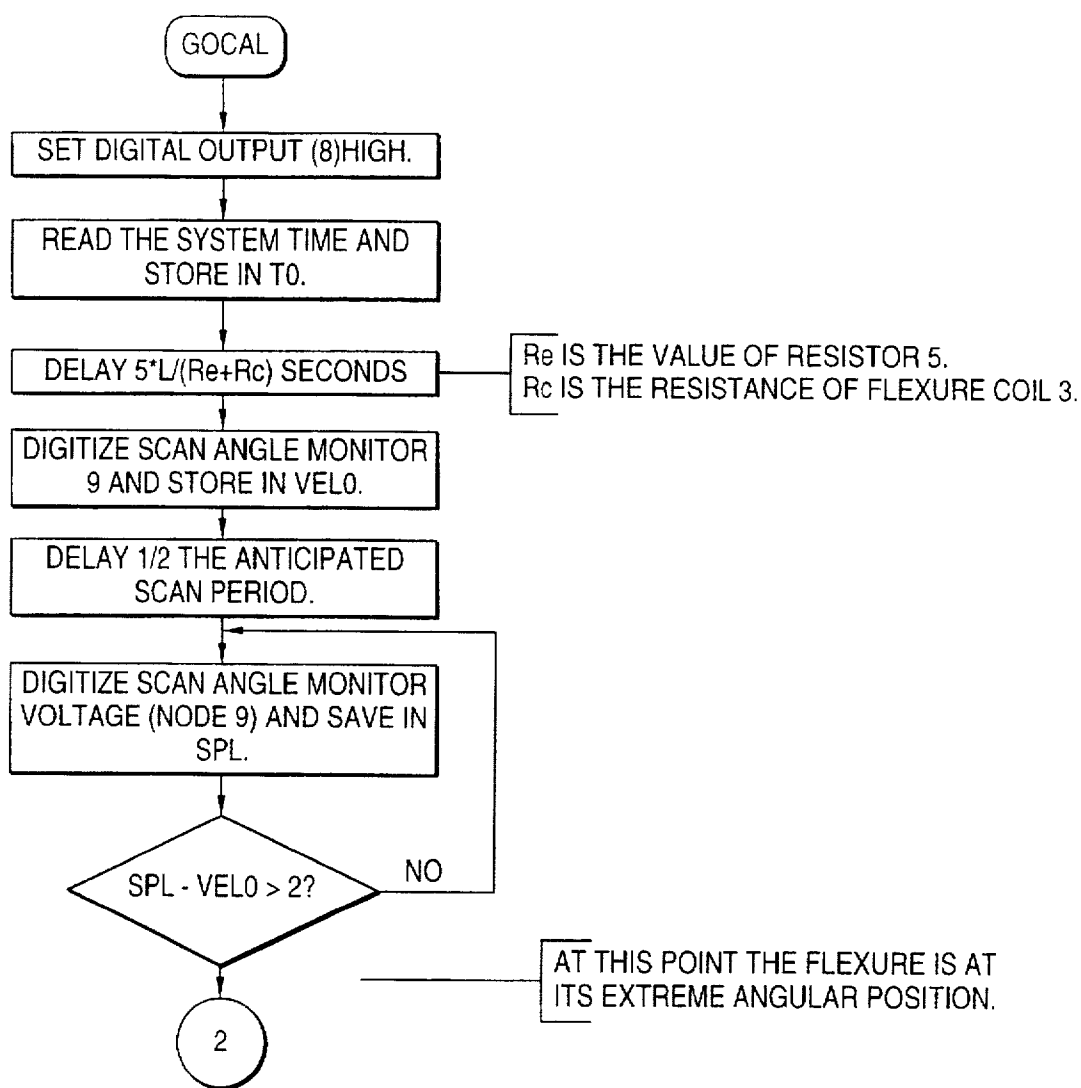 GOCAL
SET DIGITAL OUTPUT (8)HIGH.
READ THE SYSTEM TIME AND
STORE IN T0.
DELAY 5*L/(Re+Rc) SECONDS
Re IS THE VALUE OF RESISTOR 5.
Rc IS THE RESISTANCE OF FLEXURE COIL 3.
DIGITIZE SCAN ANGLE MONITOR
9 AND STORE IN VEL0.
DELAY 1/2 THE ANTICIPATED
SCAN PERIOD.
DIGITIZE SCAN ANGLE MONITOR
VOLTAGE (NODE 9) AND SAVE IN
SPL.
SPL - VEL0 > 2?
NO
AT THIS POINT THE FLEXURE IS AT
ITS EXTREME ANGULAR POSITION.
2